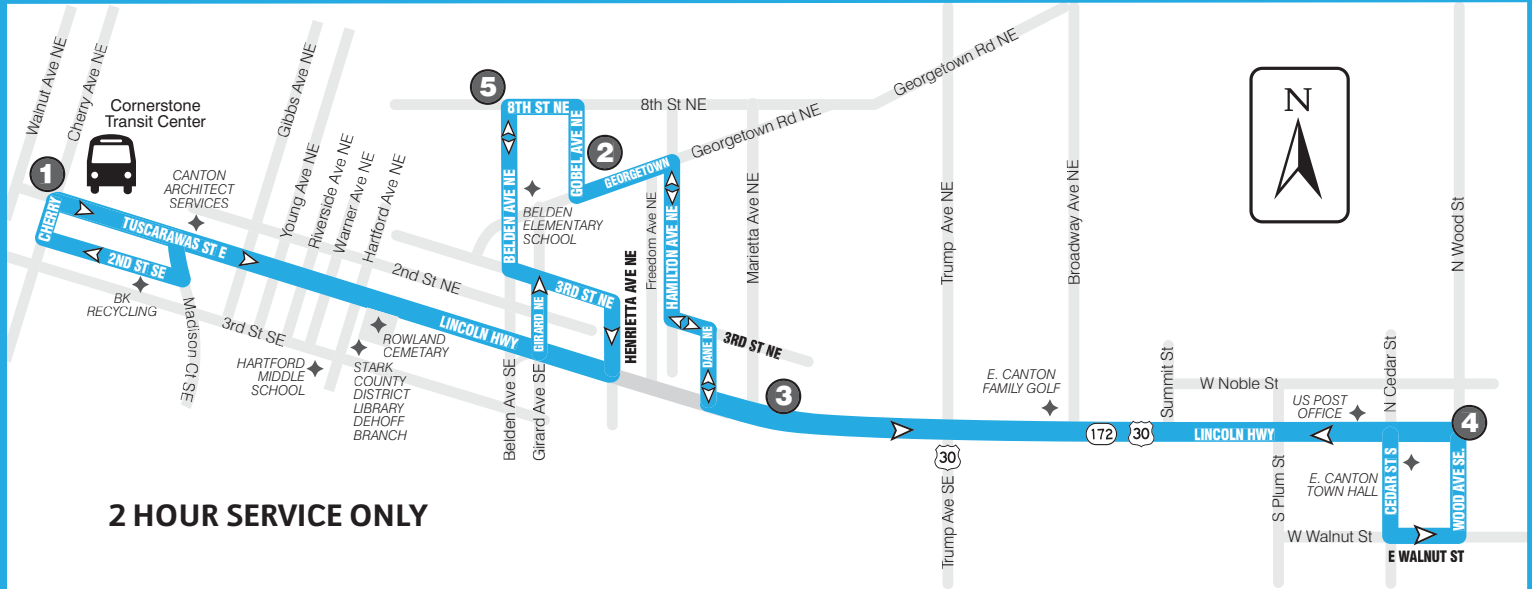 Walnut Ave NE
Cherry Ave NE
Cornerstone
Transit Center
1
CHERRY
CANTON
ARCHITECT
SERVICES
TUSCARAWAS ST E
2ND ST SE
BK
RECYCLING
Madison Ct SE
3rd St SE
Gibbs Ave NE
Young Ave NE
Riverside Ave NE
Warner Ave NE
Hartford Ave NE
2nd St NE
LINCOLN HWY
ROWLAND
CEMETARY
HARTFORD
MIDDLE
SCHOOL
STARK
COUNTY
DISTRICT
LIBRARY
DEHOFF
BRANCH
5
8TH ST NE
8th St NE
GOBEL AVE NE
2
GEORGETOWN
Georgetown Rd NE
Georgetown Rd NE
BELDEN AVE NE
BELDEN
ELEMENTARY
SCHOOL
GIRARD NE
3RD ST NE
HENRIETTA AVE NE
Belden Ave SE
Girard Ave SE
Freedom Ave NE
HAMILTON AVE NE
Marietta Ave NE
DANE NE
3RD ST NE
3
Trump Ave NE
30
Trump Ave SE
Broadway Ave NE
E. CANTON
FAMILY GOLF
172
30
Summit St
W Noble St
LINCOLN HWY
US POST
OFFICE
N Cedar St
N Wood St
4
S Plum St
E. CANTON
TOWN HALL
CEDAR ST S
WOOD AVE SE.
W Walnut St
E WALNUT ST
N
2 HOUR SERVICE ONLY